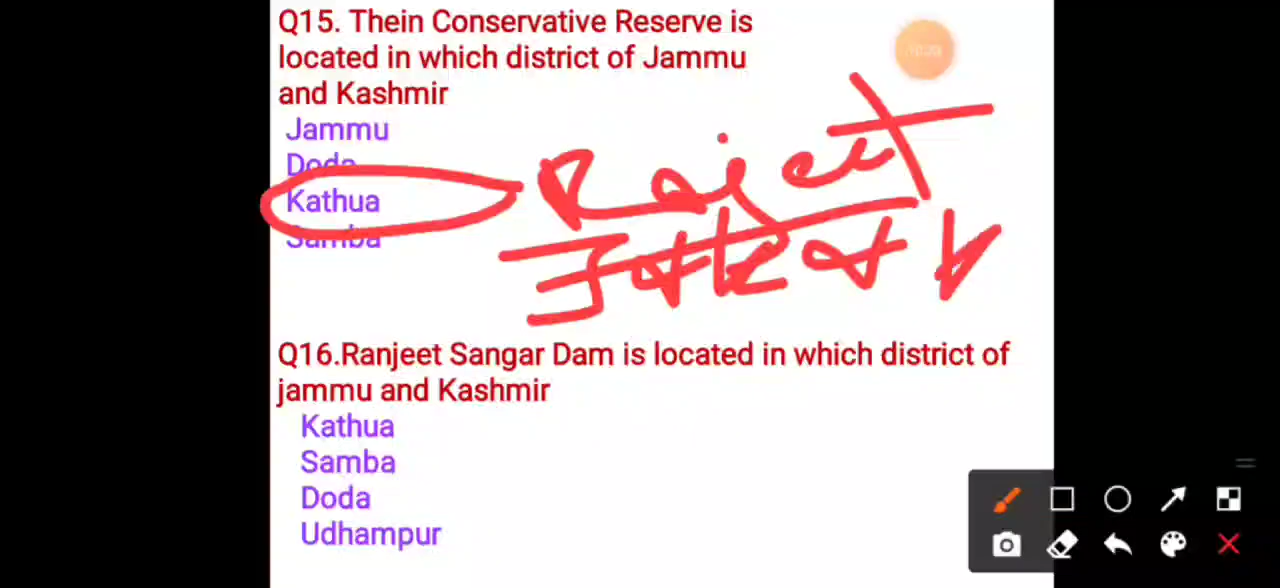 Q15. Thein Conservative Reserve is
located in which district of Jammu
and Kashmir
Jammu
Doda
Kathua
Samba
Rajeet
Q16.Ranjeet Sangar Dam is located in which district of
jammu and Kashmir
Kathua
Samba
Doda
Udhampur